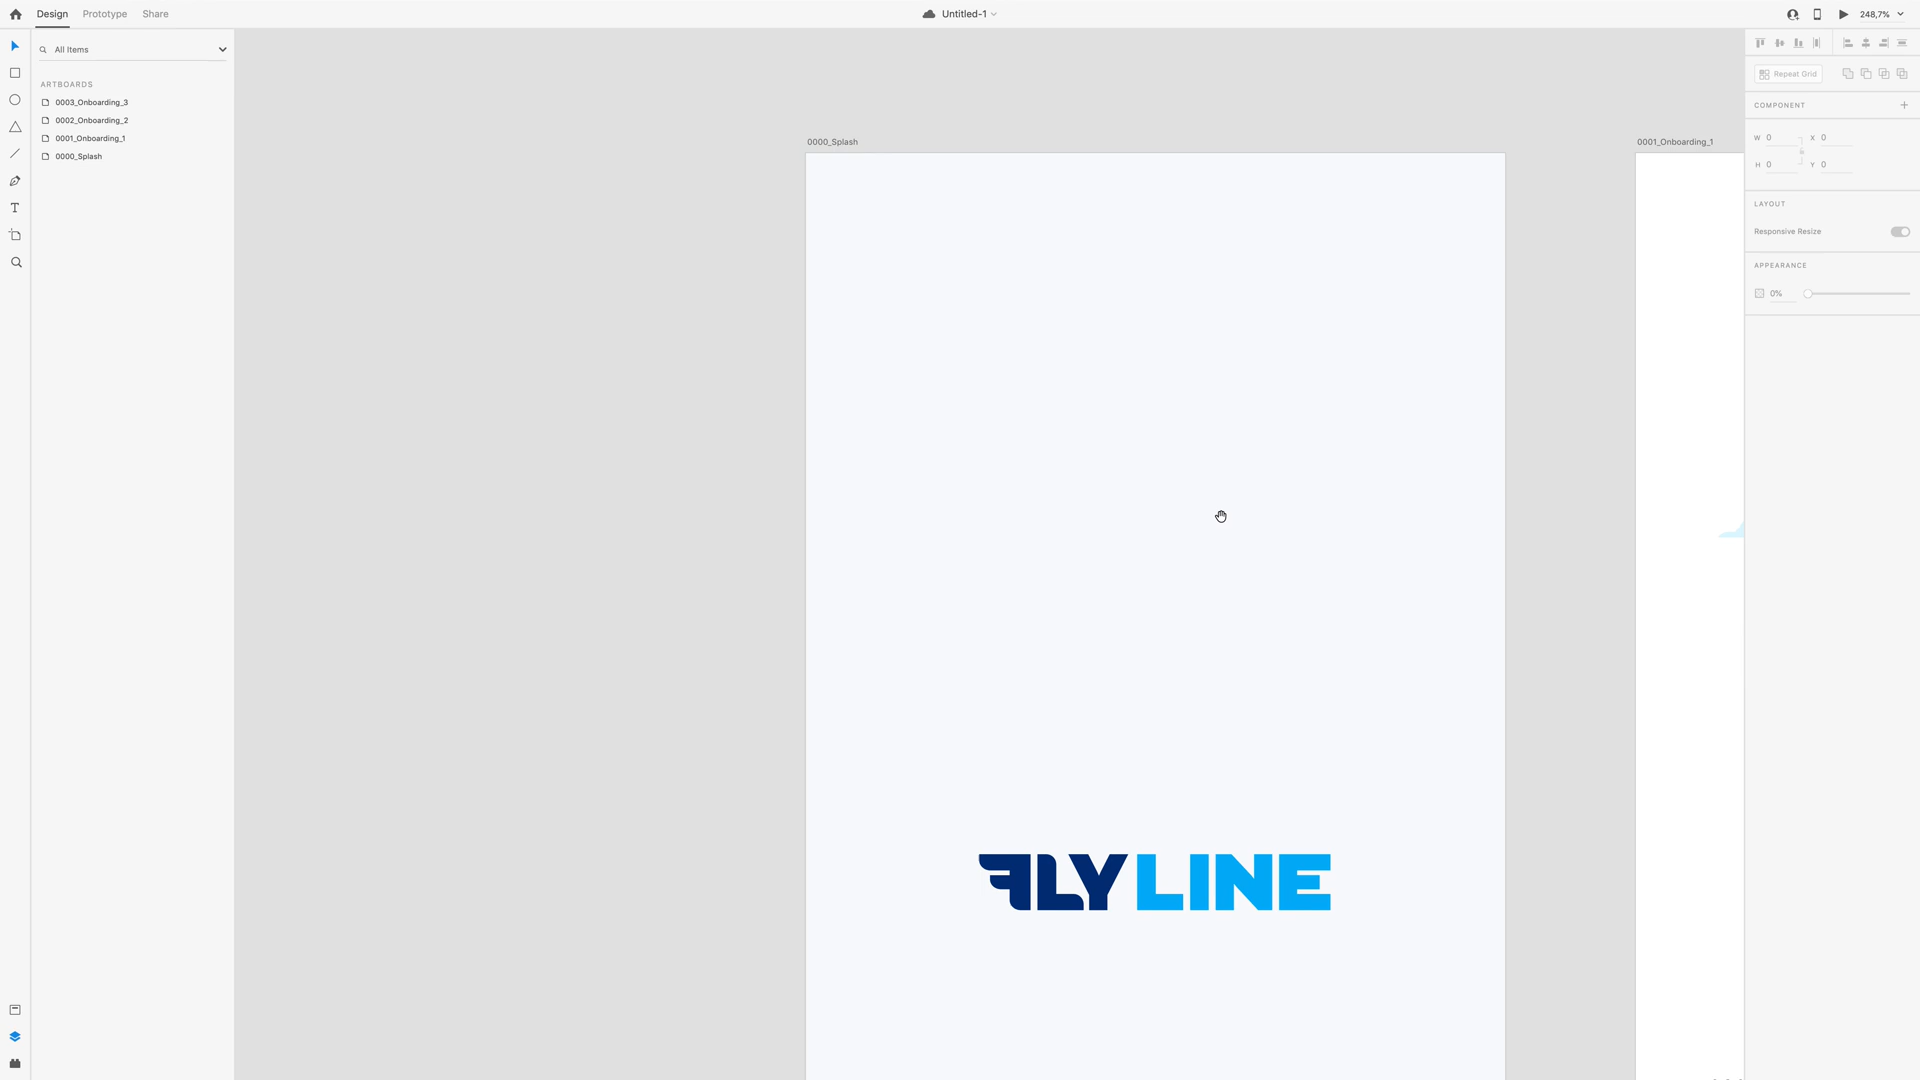 Design Prototype Share
Untitled-1
248,7%
All Items
ARTBOARDS
0003_Onboarding_3
0002_Onboarding_2
0001_Onboarding_1
0000_Splash
0000_Splash
0001_Onboarding_1
FLYLINE
Repeat Grid
COMPONENT
W 0 X 0
H 0 Y 0
LAYOUT
Responsive Resize
APPEARANCE
0%